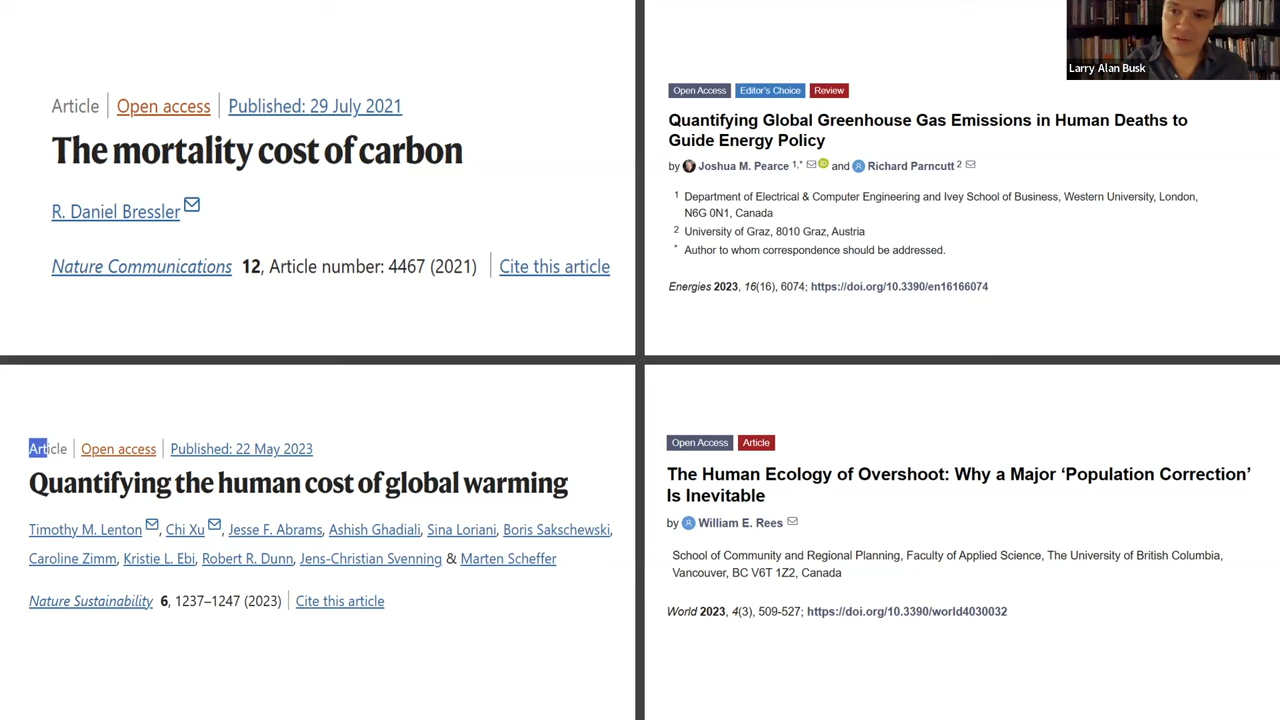 Article | Open access | Published: 29 July 2021
The mortality cost of carbon
R. Daniel Bressler
Nature Communications 12, Article number: 4467 (2021) | Cite this article
Larry Alan Busk
Open Access Editor's Choice Review
Quantifying Global Greenhouse Gas Emissions in Human Deaths to
Guide Energy Policy
by Joshua M. Pearce 1,* and Richard Parncutt 2
1 Department of Electrical & Computer Engineering and Ivey School of Business, Western University, London,
N6G 0N1, Canada
2 University of Graz, 8010 Graz, Austria
* Author to whom correspondence should be addressed.
Energies 2023, 16(16), 6074; https://doi.org/10.3390/en16166074
Article | Open access | Published: 22 May 2023
Quantifying the human cost of global warming
Timothy M. Lenton, Chi Xu, Jesse F. Abrams, Ashish Ghadiali, Sina Loriani, Boris Sakschewski,
Caroline Zimm, Kristie L. Ebi, Robert R. Dunn, Jens-Christian Svenning & Marten Scheffer
Nature Sustainability 6, 1237–1247 (2023) | Cite this article
Open Access Article
The Human Ecology of Overshoot: Why a Major ‘Population Correction’
Is Inevitable
by William E. Rees
School of Community and Regional Planning, Faculty of Applied Science, The University of British Columbia,
Vancouver, BC V6T 1Z2, Canada
World 2023, 4(3), 509-527; https://doi.org/10.3390/world4030032